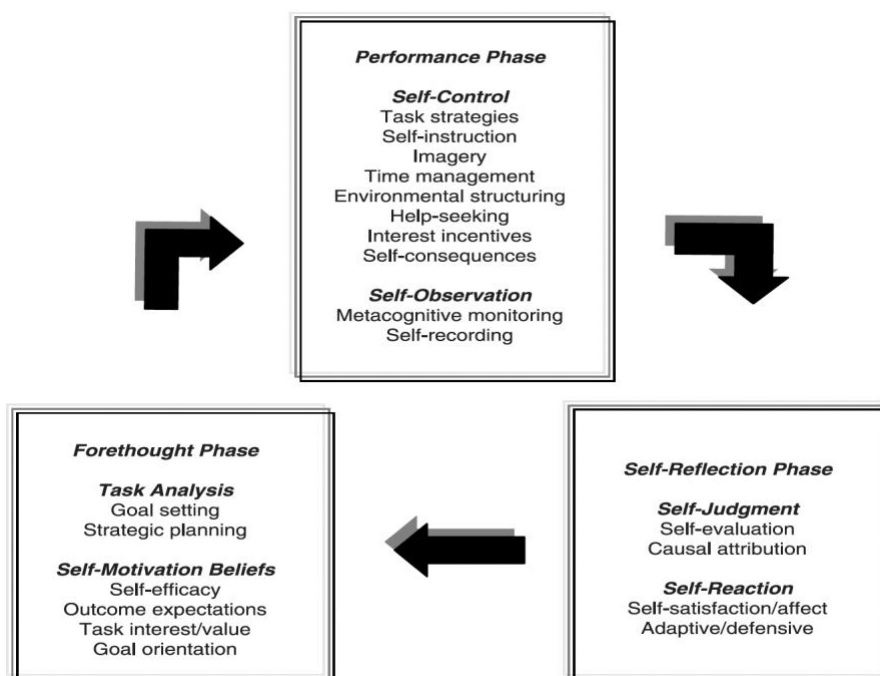 Performance Phase
Self-Control
Task strategies
Self-instruction
Imagery
Time management
Environmental structuring
Help-seeking
Interest incentives
Self-consequences
Self-Observation
Metacognitive monitoring
Self-recording
Forethought Phase
Task Analysis
Goal setting
Strategic planning
Self-Motivation Beliefs
Self-efficacy
Outcome expectations
Task interest/value
Goal orientation
Self-Reflection Phase
Self-Judgment
Self-evaluation
Causal attribution
Self-Reaction
Self-satisfaction/affect
Adaptive/defensive